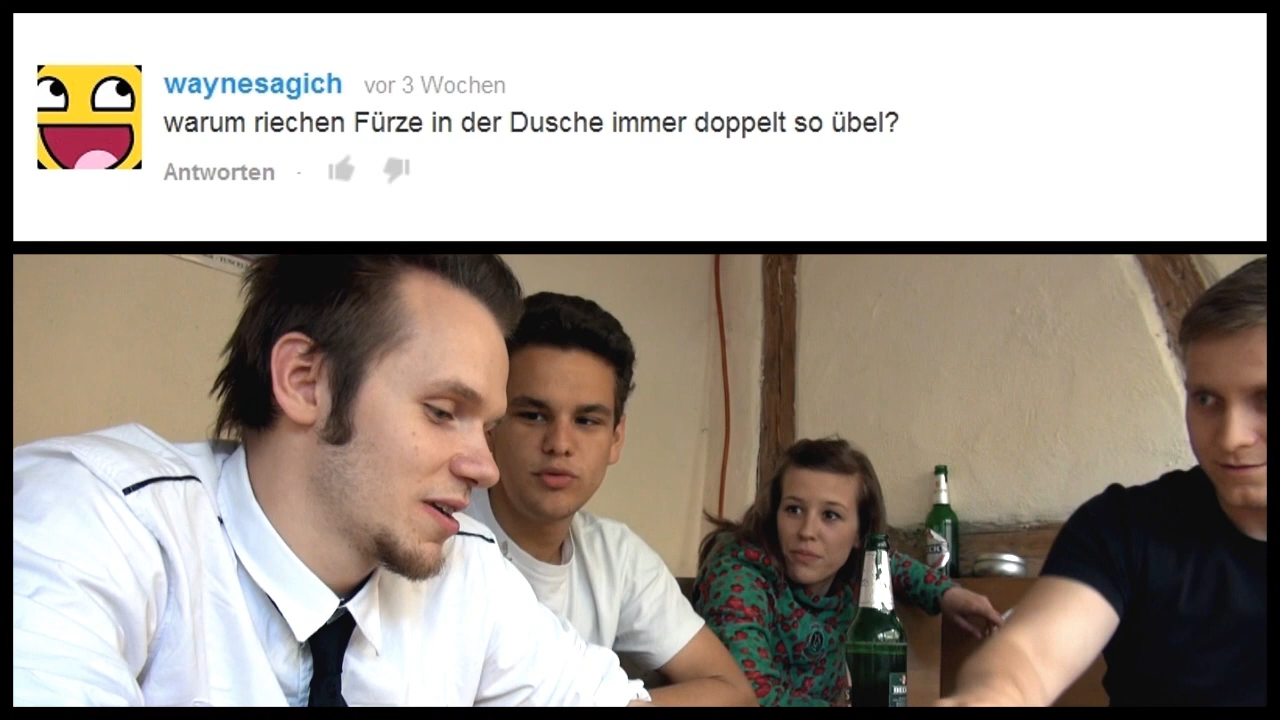 waynesagich vor 3 Wochen
warum riechen Fürze in der Dusche immer doppelt so übel?
Antworten ·